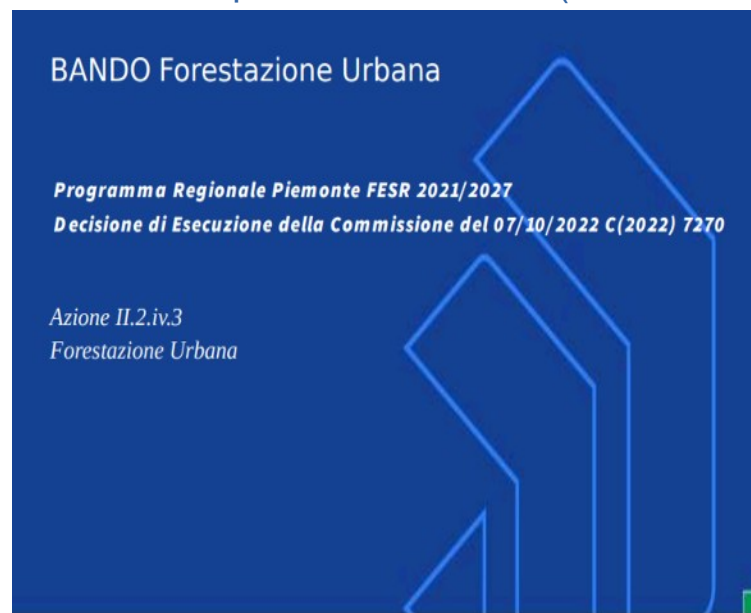 BANDO Forestazione Urbana
Programma Regionale Piemonte FESR 2021/2027
Decisione di Esecuzione della Commissione del 07/10/2022 C(2022) 7270
Azione II.2.iv.3
Forestazione Urbana